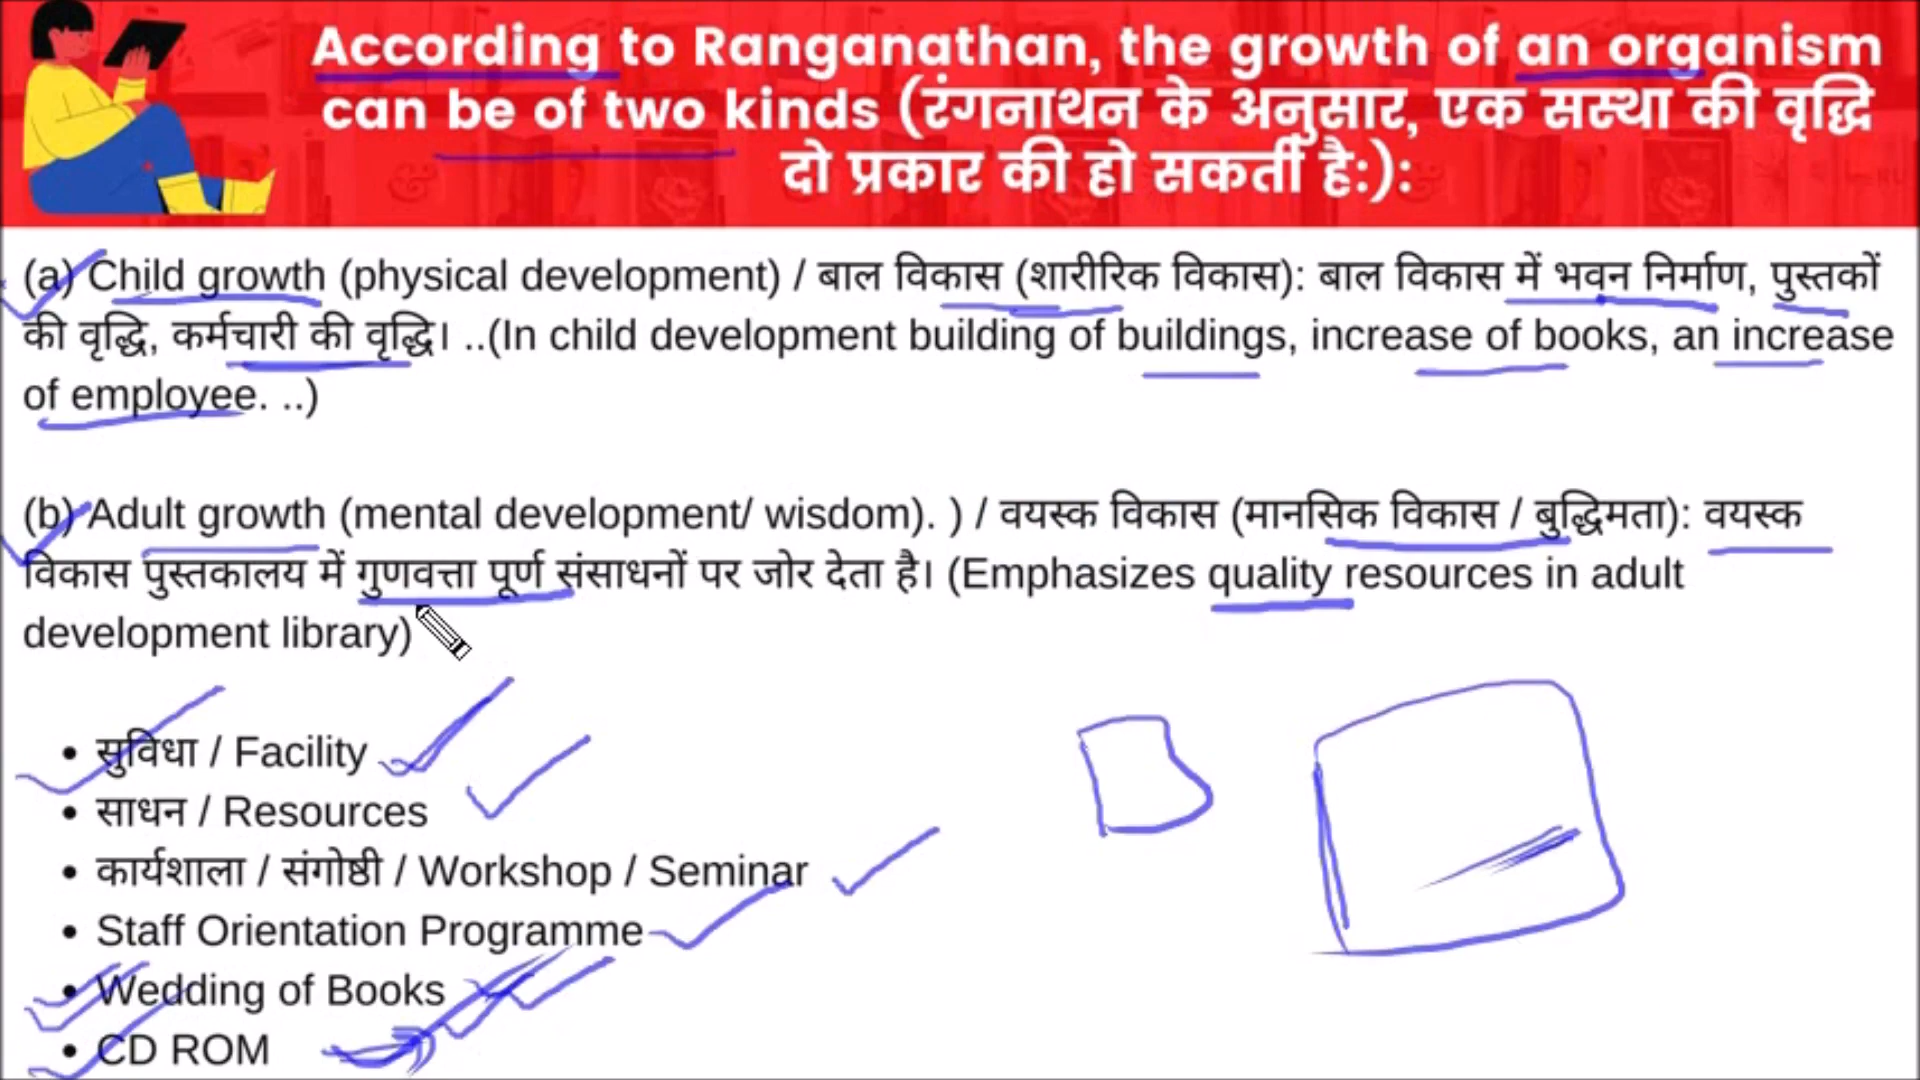 According to Ranganathan, the growth of an organism
can be of two kinds (रंगनाथन के अनुसार, एक सस्था की वृद्धि
दो प्रकार की हो सकती है:):
(a) Child growth (physical development) / बाल विकास (शारीरिक विकास): बाल विकास में भवन निर्माण, पुस्तकों
की वृद्धि, कर्मचारी की वृद्धि। ..(In child development building of buildings, increase of books, an increase
of employee. ..)
(b) Adult growth (mental development/ wisdom). ) / वयस्क विकास (मानसिक विकास / बुद्धिमता): वयस्क
विकास पुस्तकालय में गुणवत्ता पूर्ण संसाधनों पर जोर देता है। (Emphasizes quality resources in adult
development library)
• सुविधा / Facility
• साधन / Resources
• कार्यशाला / संगोष्ठी / Workshop / Seminar
• Staff Orientation Programme
• Wedding of Books
• CD ROM